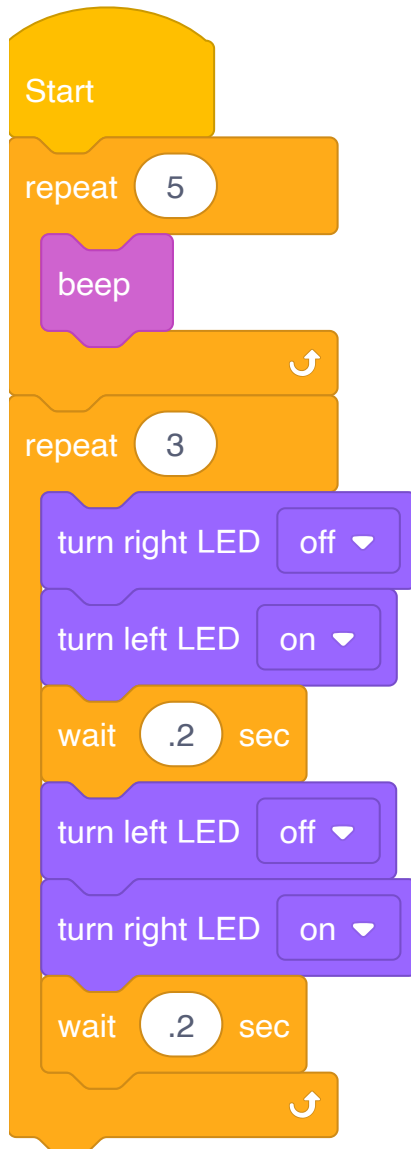 Start
repeat 5
beep
repeat 3
turn right LED off
turn left LED on
wait .2 sec
turn left LED off
turn right LED on
wait .2 sec